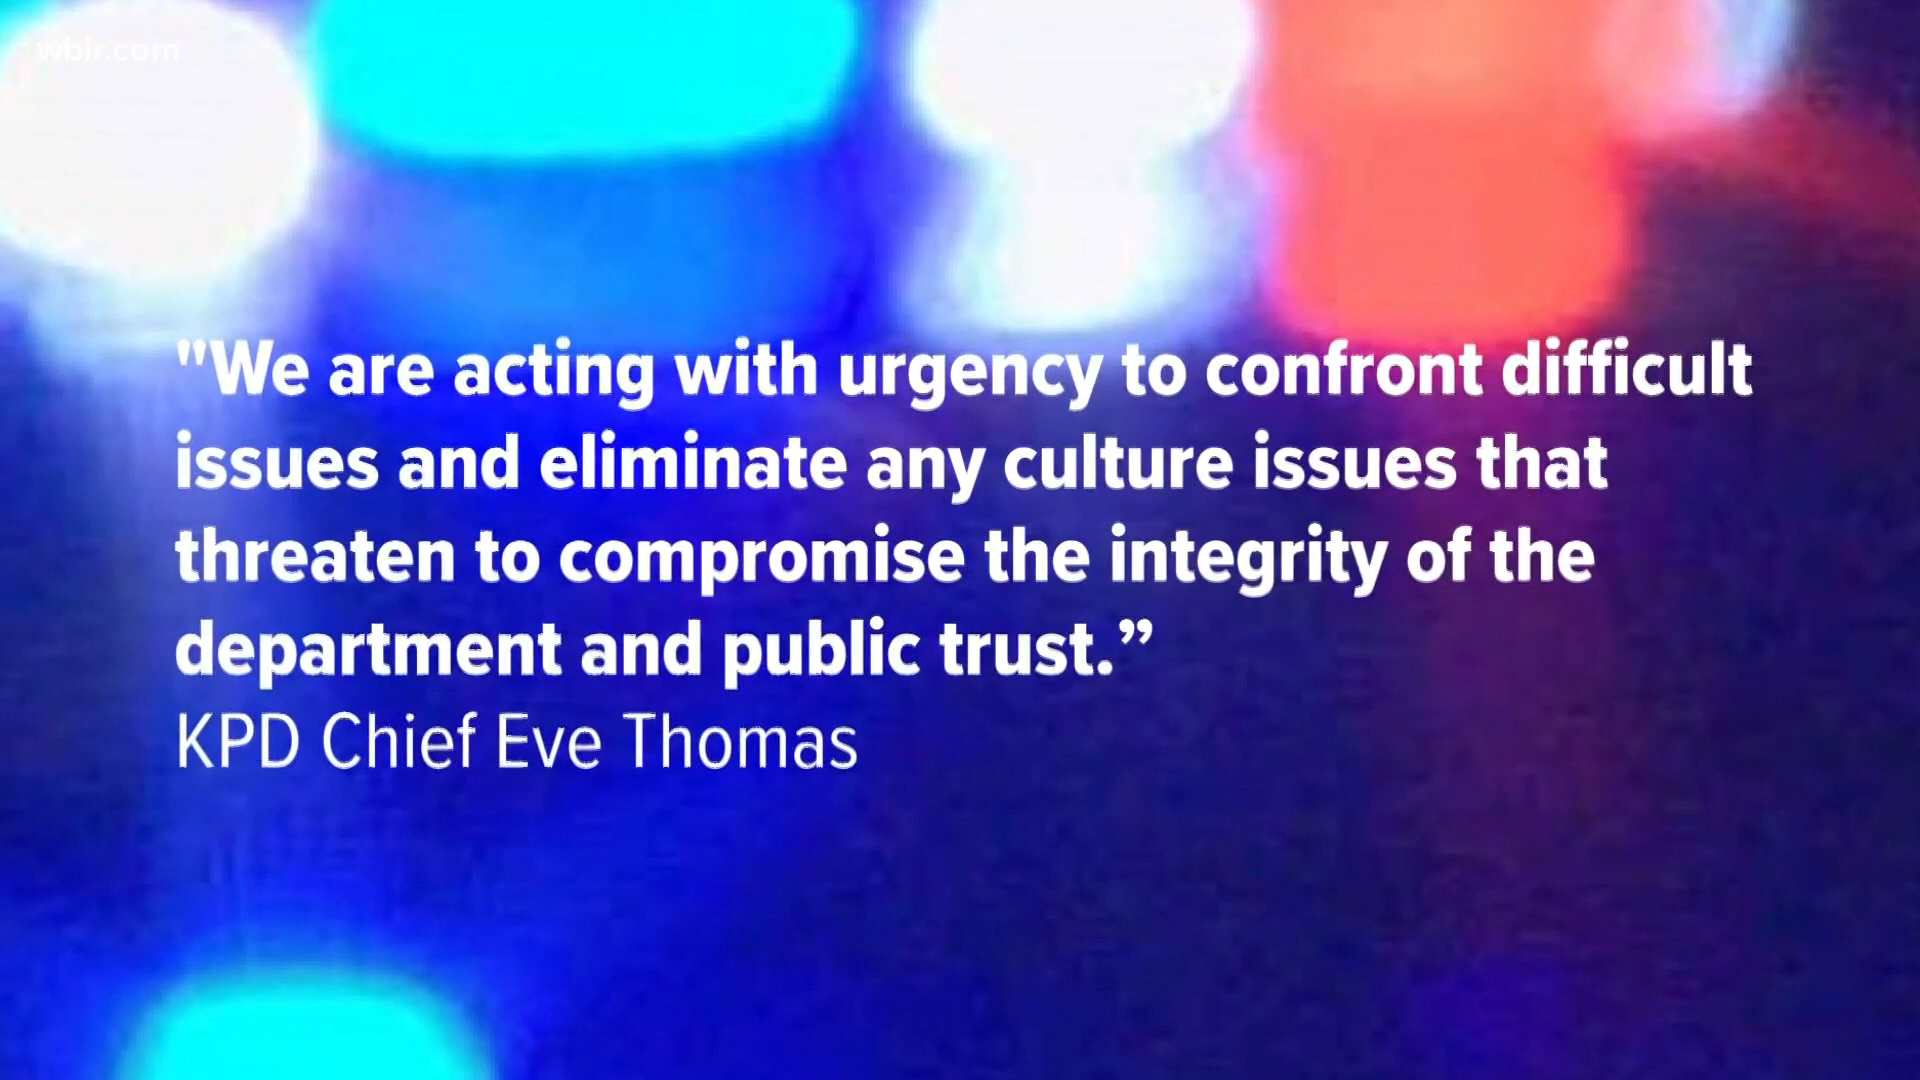 wbir.com
"We are acting with urgency to confront difficult
issues and eliminate any culture issues that
threaten to compromise the integrity of the
department and public trust.”
KPD Chief Eve Thomas